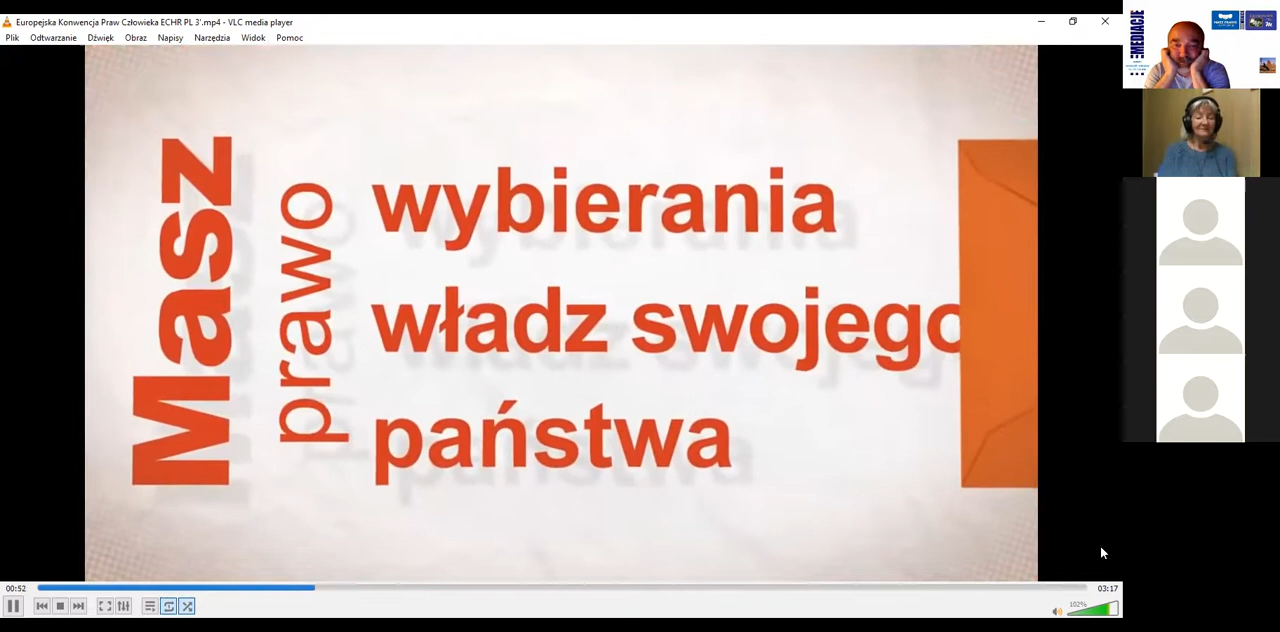 Europejska Konwencja Praw Człowieka ECHR PL 3'.mp4 - VLC media player
Plik Odtwarzanie Dźwięk Obraz Napisy Narzędzia Widok Pomoc
Masz
prawo
wybierania
władz swojego
państwa
00:52
03:17
102%
MEDIACJE